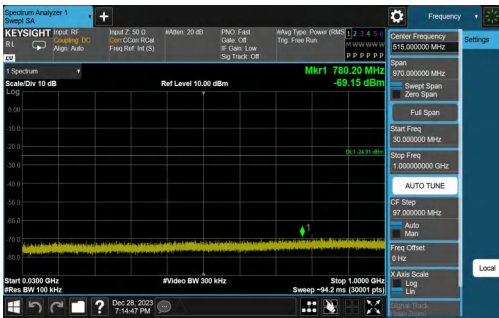 Spectrum Analyzer 1
Swept SA
+
Frequency
KEYSIGHT
RL
Input: RF
Coupling: DC
Align: Auto
Input Z: 50 Ω
Corr CCorr RCal
Freq Ref: Int (S)
#Atten: 20 dB
PNO: Fast
Gate: Off
IF Gain: Low
Sig Track: Off
#Avg Type: Power (RMS)
Trig: Free Run
1 2 3 4 5 6
M W W W W W
P P P P P P
1 Spectrum
Scale/Div 10 dB
Log
Ref Level 10.00 dBm
Mkr1 780.20 MHz
-69.15 dBm
0.00
-10.0
-20.0
-30.0
-40.0
-50.0
-60.0
-70.0
-80.0
DL1 -24.91 dBm
1
Start 0.0300 GHz
#Res BW 100 kHz
#Video BW 300 kHz
Stop 1.0000 GHz
Sweep ~94.2 ms (30001 pts)
Dec 28, 2023
7:14:47 PM
?
Center Frequency
515.000000 MHz
Span
970.000000 MHz
Swept Span
Zero Span
Full Span
Start Freq
30.000000 MHz
Stop Freq
1.000000000 GHz
AUTO TUNE
CF Step
97.000000 MHz
Auto
Man
Freq Offset
0 Hz
X Axis Scale
Log
Lin
Signal Track
Settings
Local